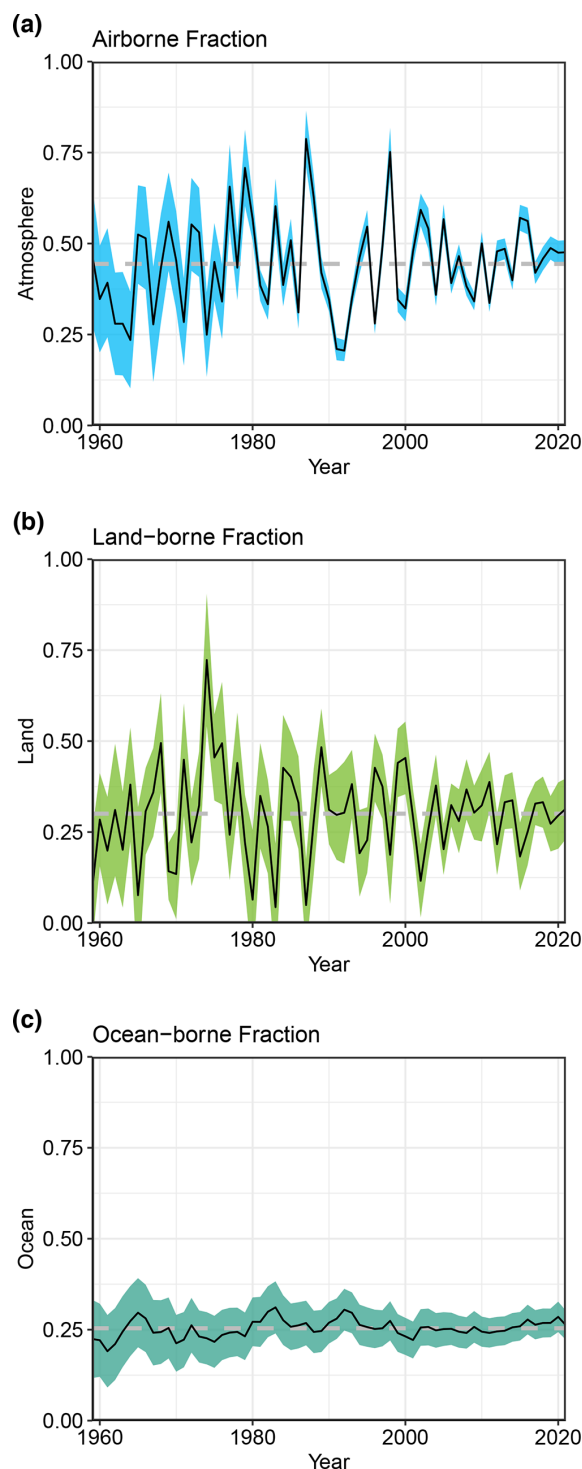 (a)
Airborne Fraction
1.00
0.75
0.50
0.25
0.00
Atmosphere
1960 1980 2000 2020
Year
(b)
Land−borne Fraction
1.00
0.75
0.50
0.25
0.00
Land
1960 1980 2000 2020
Year
(c)
Ocean−borne Fraction
1.00
0.75
0.50
0.25
0.00
Ocean
1960 1980 2000 2020
Year